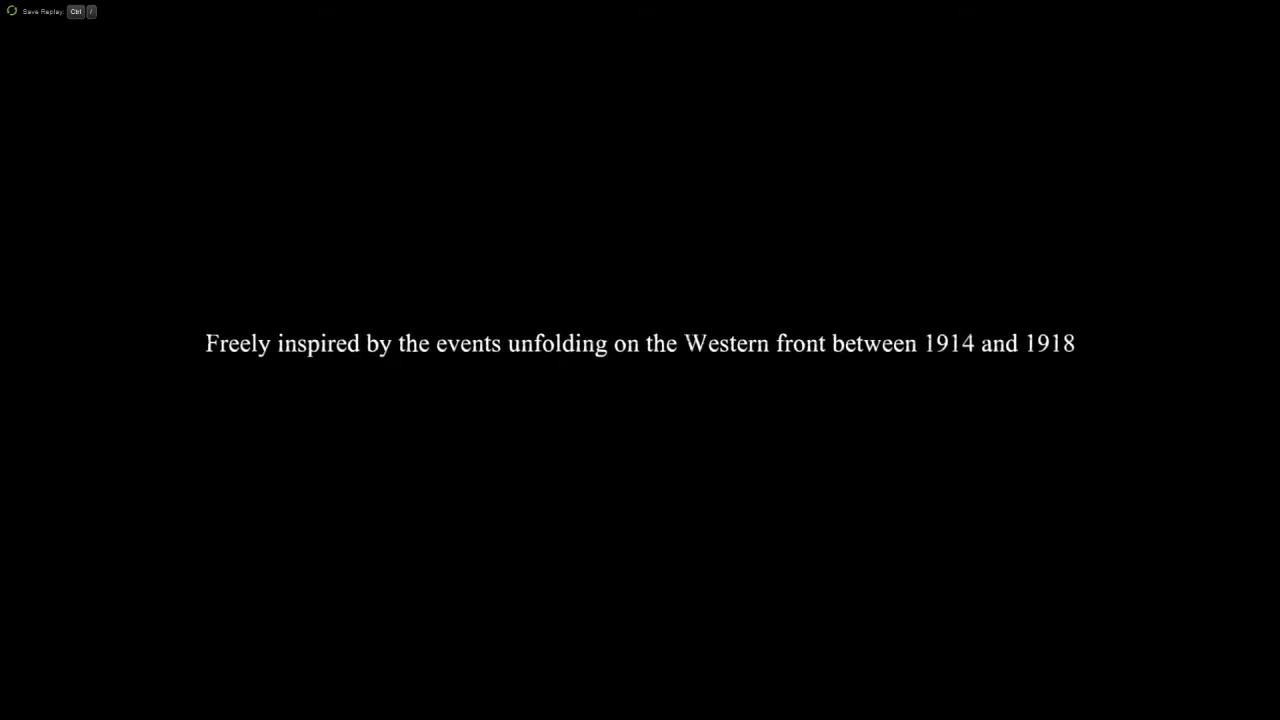 Save Replay: Ctrl /
Freely inspired by the events unfolding on the Western front between 1914 and 1918